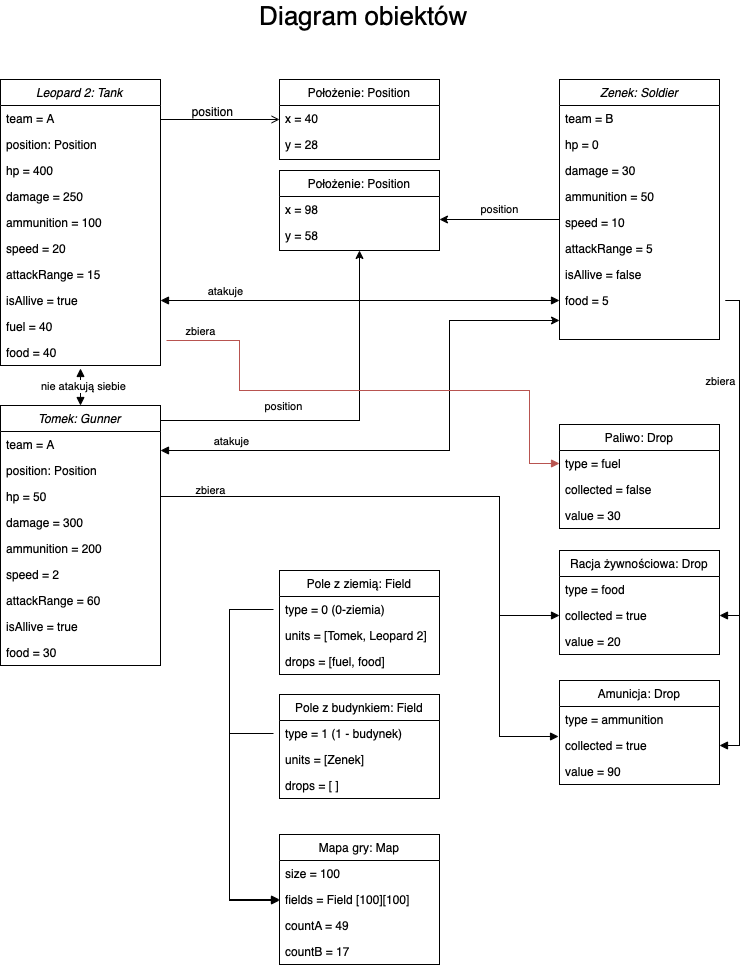 Diagram obiektów
Leopard 2: Tank
team = A
position: Position
hp = 400
damage = 250
ammunition = 100
speed = 20
attackRange = 15
isAllive = true
fuel = 40
food = 40
position
Położenie: Position
x = 40
y = 28
Położenie: Position
x = 98
y = 58
position
Zenek: Soldier
team = B
hp = 0
damage = 30
ammunition = 50
speed = 10
attackRange = 5
isAllive = false
food = 5
atakuje
zbiera
nie atakują siebie
position
atakuje
zbiera
zbiera
Tomek: Gunner
team = A
position: Position
hp = 50
damage = 300
ammunition = 200
speed = 2
attackRange = 60
isAllive = true
food = 30
Paliwo: Drop
type = fuel
collected = false
value = 30
Racja żywnościowa: Drop
type = food
collected = true
value = 20
Amunicja: Drop
type = ammunition
collected = true
value = 90
Pole z ziemią: Field
type = 0 (0-ziemia)
units = [Tomek, Leopard 2]
drops = [fuel, food]
Pole z budynkiem: Field
type = 1 (1 - budynek)
units = [Zenek]
drops = [ ]
Mapa gry: Map
size = 100
fields = Field [100][100]
countA = 49
countB = 17